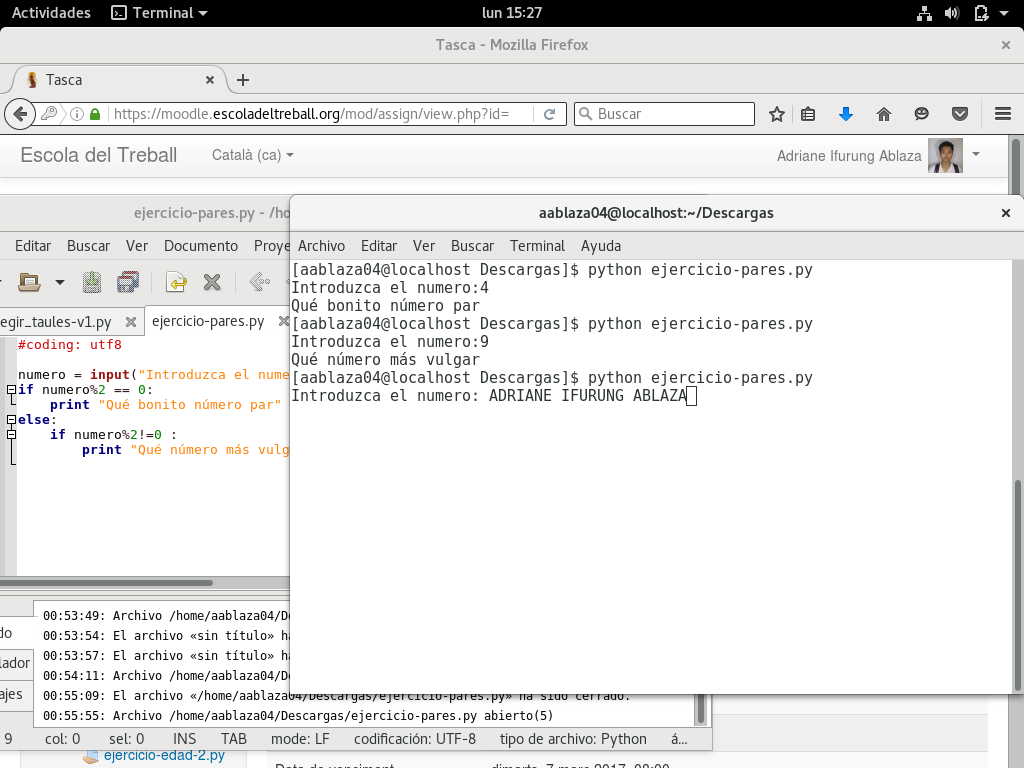 Actividades Terminal lun 15:27
Tasca - Mozilla Firefox
Tasca
https://moodle.escoladeltreball.org/mod/assign/view.php?id= Buscar
Escola del Treball Català (ca) Adriane Ifurung Ablaza
ejercicio-pares.py - /ho
Editar Buscar Ver Documento Proye
egir_taules-v1.py ejercicio-pares.py
#coding: utf8
numero = input("Introduzca el nume
if numero%2 == 0:
print "Qué bonito número par"
else:
if numero%2!=0 :
print "Qué número más vulg
aablaza04@localhost:~/Descargas
Archivo Editar Ver Buscar Terminal Ayuda
[aablaza04@localhost Descargas]$ python ejercicio-pares.py
Introduzca el numero:4
Qué bonito número par
[aablaza04@localhost Descargas]$ python ejercicio-pares.py
Introduzca el numero:9
Qué número más vulgar
[aablaza04@localhost Descargas]$ python ejercicio-pares.py
Introduzca el numero: ADRIANE IFURUNG ABLAZA
do
lador
ajes
00:53:49: Archivo /home/aablaza04/De
00:53:54: El archivo «sin título» ha
00:53:57: El archivo «sin título» ha
00:54:11: Archivo /home/aablaza04/De
00:55:09: El archivo «/home/aablaza04/Descargas/ejercicio-pares.py» ha sido cerrado.
00:55:55: Archivo /home/aablaza04/Descargas/ejercicio-pares.py abierto(5)
9 col: 0 sel: 0 INS TAB mode: LF codificación: UTF-8 tipo de archivo: Python á...
ejercicio-edad-2.py
Data de venciment dimarts, 7 març 2017, 08:00